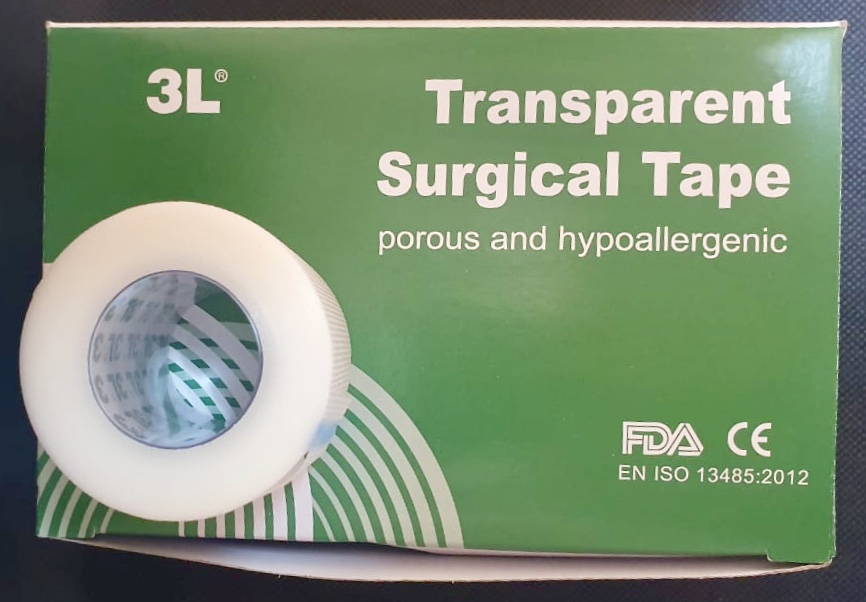 3L®
Transparent
Surgical Tape
porous and hypoallergenic
FDA CE
EN ISO 13485:2012